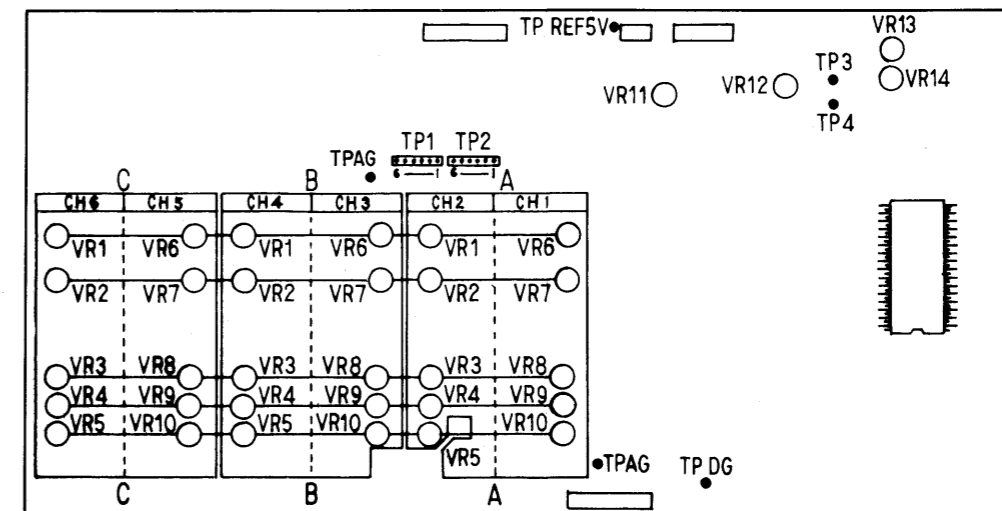 TP REF5V
VR13
VR11
VR12
TP3
TP4
VR14
TPAG
TP1
TP2
6 1
6 1
C
B
A
CH6 CH5 CH4 CH3 CH2 CH1
VR1 VR6 VR1 VR6 VR1 VR6
VR2 VR7 VR2 VR7 VR2 VR7
VR3 VR8 VR3 VR8 VR3 VR8
VR4 VR9 VR4 VR9 VR4 VR9
VR5 VR10 VR5 VR10 VR5 VR10
TPAG
TP DG
C
B
A